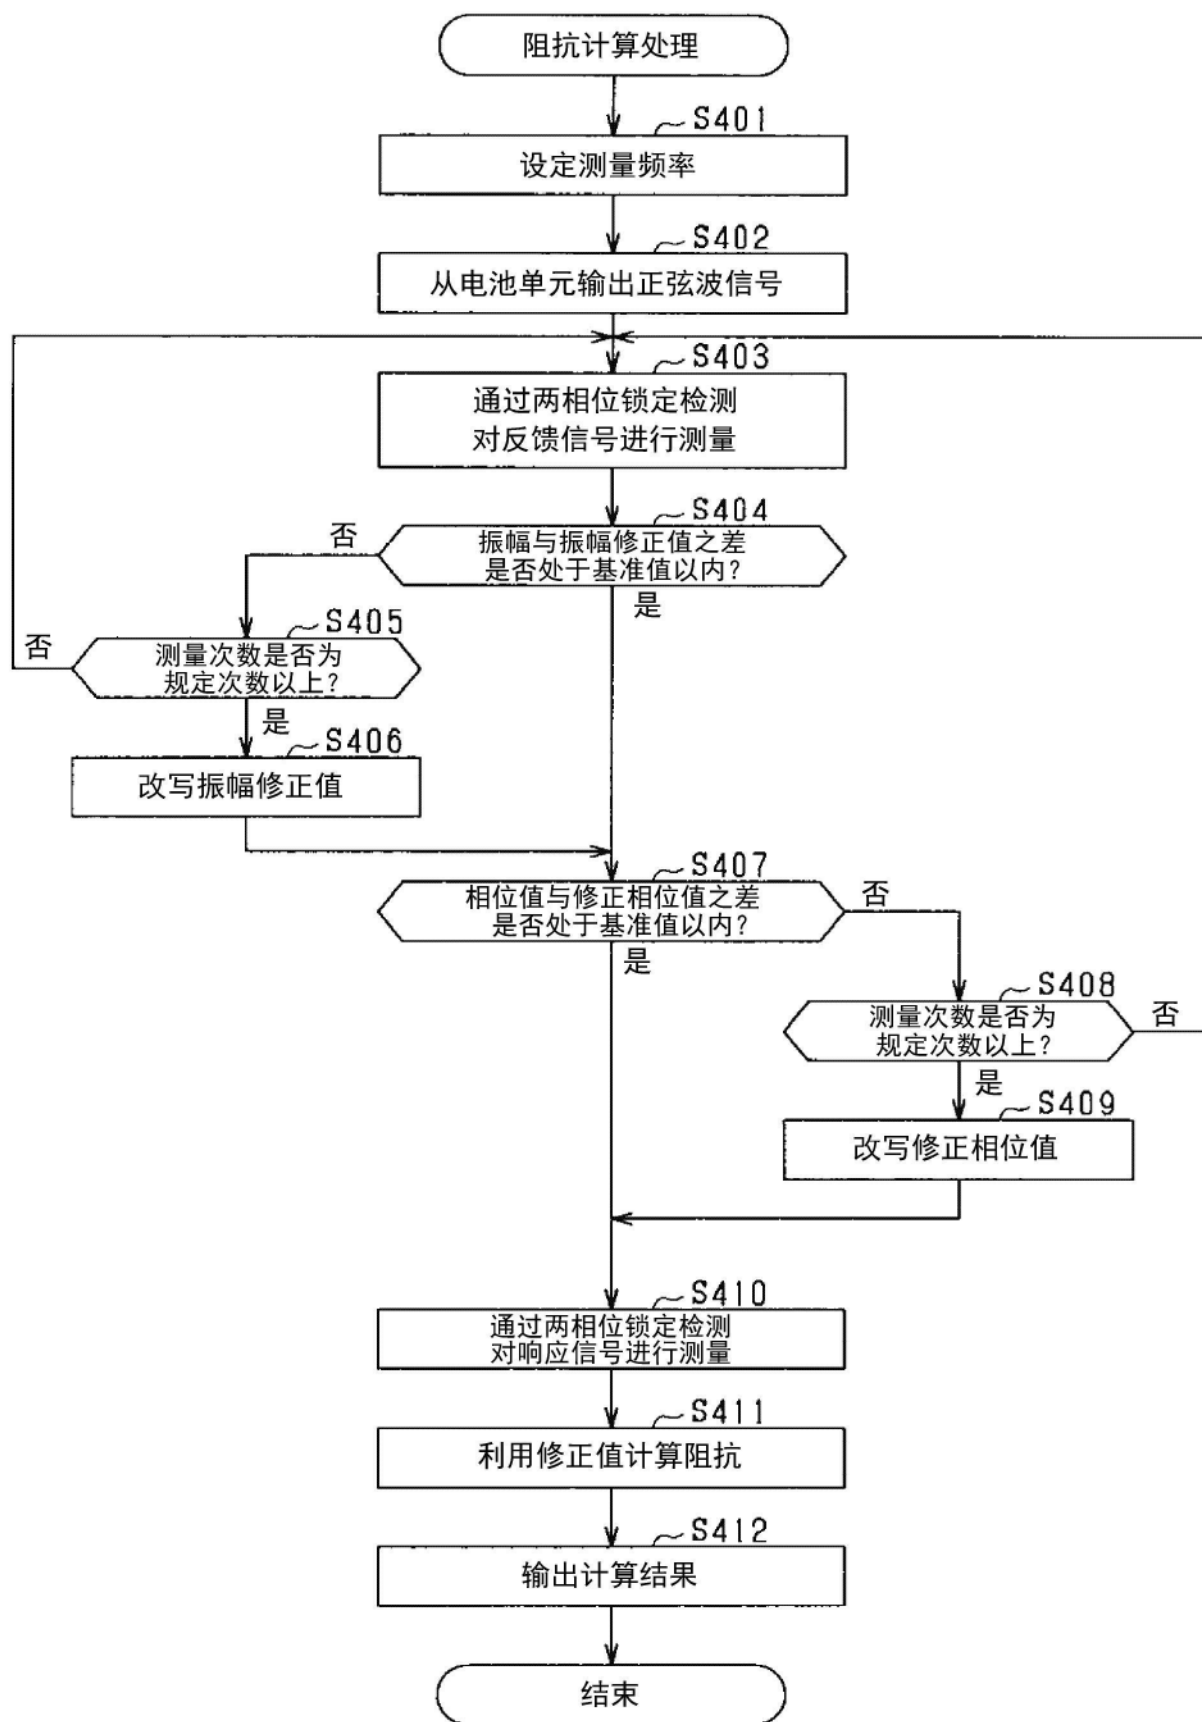 阻抗计算处理
S401
设定测量频率
S402
从电池单元输出正弦波信号
S403
通过两相位锁定检测
对反馈信号进行测量
S404
否
振幅与振幅修正值之差
是否处于基准值以内?
是
S405
否
测量次数是否为
规定次数以上?
是
S406
改写振幅修正值
S407
相位值与修正相位值之差
是否处于基准值以内?
否
是
S408
测量次数是否为
规定次数以上?
否
是
S409
改写修正相位值
S410
通过两相位锁定检测
对响应信号进行测量
S411
利用修正值计算阻抗
S412
输出计算结果
结束